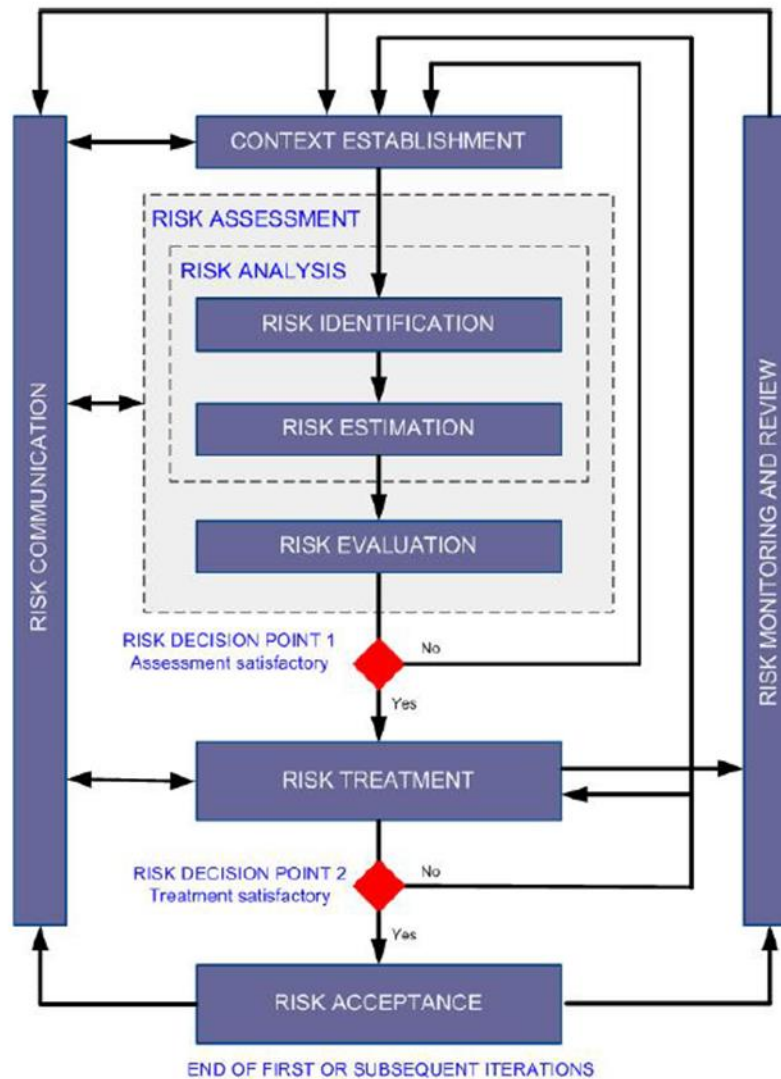 CONTEXT ESTABLISHMENT
RISK ASSESSMENT
RISK ANALYSIS
RISK IDENTIFICATION
RISK ESTIMATION
RISK EVALUATION
RISK COMMUNICATION
RISK MONITORING AND REVIEW
RISK DECISION POINT 1
Assessment satisfactory
No
Yes
RISK TREATMENT
RISK DECISION POINT 2
Treatment satisfactory
No
Yes
RISK ACCEPTANCE
END OF FIRST OR SUBSEQUENT ITERATIONS